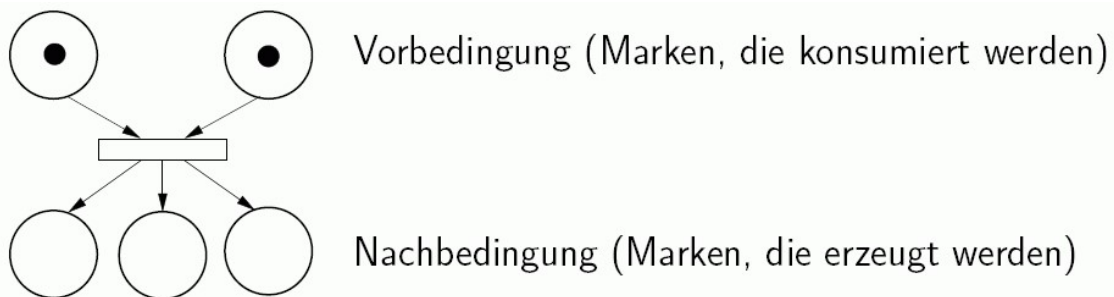 Vorbedingung (Marken, die konsumiert werden)
Nachbedingung (Marken, die erzeugt werden)